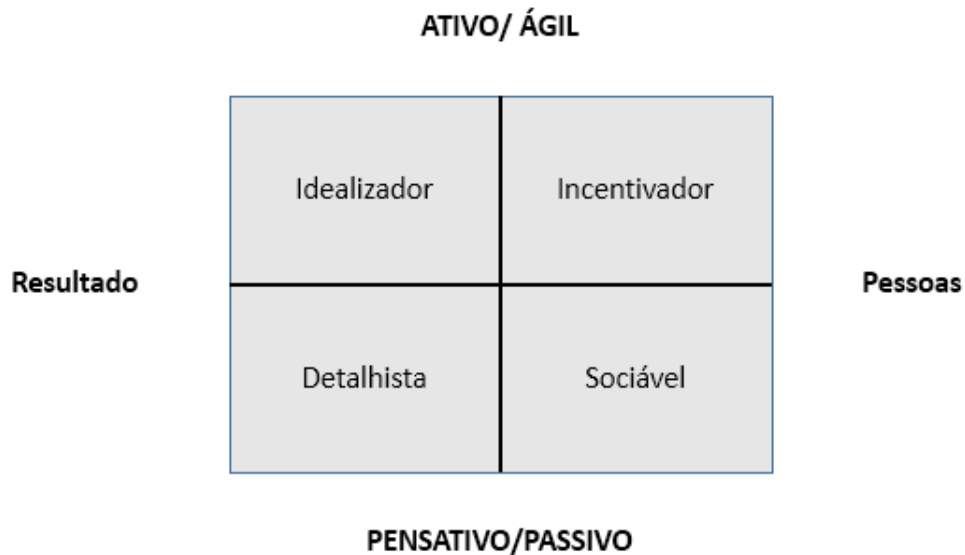 ATIVO/ ÁGIL
Idealizador
Incentivador
Resultado
Pessoas
Detalhista
Sociável
PENSATIVO/PASSIVO